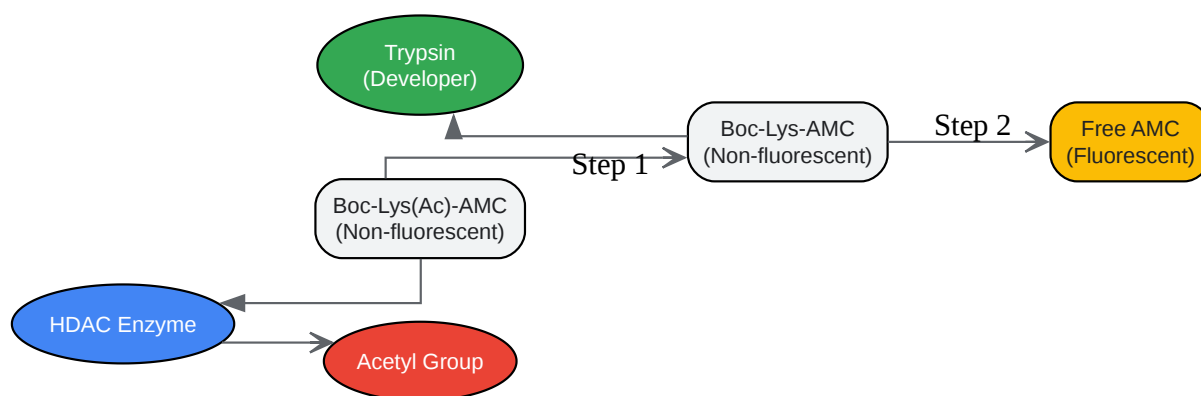 Trypsin
(Developer)
Boc-Lys-AMC
(Non-fluorescent)
Step 2
Free AMC
(Fluorescent)
Step 1
Boc-Lys(Ac)-AMC
(Non-fluorescent)
HDAC Enzyme
Acetyl Group